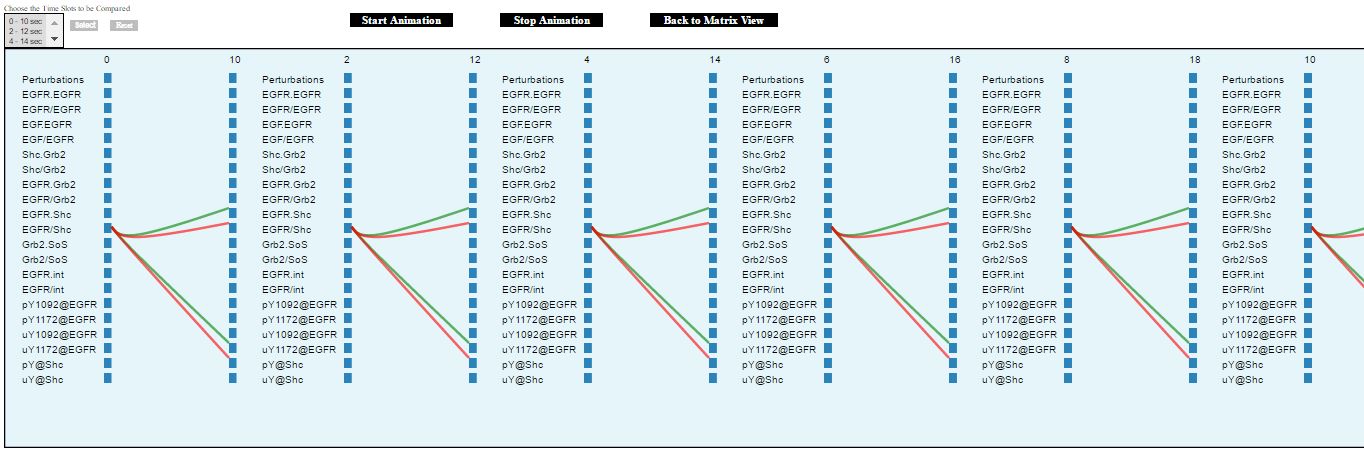 Choose the Time Slots to be Compared
0 - 10 sec
2 - 12 sec
4 - 14 sec
Select Reset
Start Animation Stop Animation Back to Matrix View
0 10 2 12 4 14 6 16 8 18 10
Perturbations Perturbations Perturbations Perturbations Perturbations Perturbations
EGFR.EGFR EGFR.EGFR EGFR.EGFR EGFR.EGFR EGFR.EGFR EGFR.EGFR
EGFR/EGFR EGFR/EGFR EGFR/EGFR EGFR/EGFR EGFR/EGFR EGFR/EGFR
EGF.EGFR EGF.EGFR EGF.EGFR EGF.EGFR EGF.EGFR EGF.EGFR
EGF/EGFR EGF/EGFR EGF/EGFR EGF/EGFR EGF/EGFR EGF/EGFR
Shc.Grb2 Shc.Grb2 Shc.Grb2 Shc.Grb2 Shc.Grb2 Shc.Grb2
Shc/Grb2 Shc/Grb2 Shc/Grb2 Shc/Grb2 Shc/Grb2 Shc/Grb2
EGFR.Grb2 EGFR.Grb2 EGFR.Grb2 EGFR.Grb2 EGFR.Grb2 EGFR.Grb2
EGFR/Grb2 EGFR/Grb2 EGFR/Grb2 EGFR/Grb2 EGFR/Grb2 EGFR/Grb2
EGFR.Shc EGFR.Shc EGFR.Shc EGFR.Shc EGFR.Shc EGFR.Shc
EGFR/Shc EGFR/Shc EGFR/Shc EGFR/Shc EGFR/Shc EGFR/Shc
Grb2.SoS Grb2.SoS Grb2.SoS Grb2.SoS Grb2.SoS Grb2.SoS
Grb2/SoS Grb2/SoS Grb2/SoS Grb2/SoS Grb2/SoS Grb2/SoS
EGFR.int EGFR.int EGFR.int EGFR.int EGFR.int EGFR.int
EGFR/int EGFR/int EGFR/int EGFR/int EGFR/int EGFR/int
pY1092@EGFR pY1092@EGFR pY1092@EGFR pY1092@EGFR pY1092@EGFR pY1092@EGFR
pY1172@EGFR pY1172@EGFR pY1172@EGFR pY1172@EGFR pY1172@EGFR pY1172@EGFR
uY1092@EGFR uY1092@EGFR uY1092@EGFR uY1092@EGFR uY1092@EGFR uY1092@EGFR
uY1172@EGFR uY1172@EGFR uY1172@EGFR uY1172@EGFR uY1172@EGFR uY1172@EGFR
pY@Shc pY@Shc pY@Shc pY@Shc pY@Shc pY@Shc
uY@Shc uY@Shc uY@Shc uY@Shc uY@Shc uY@Shc